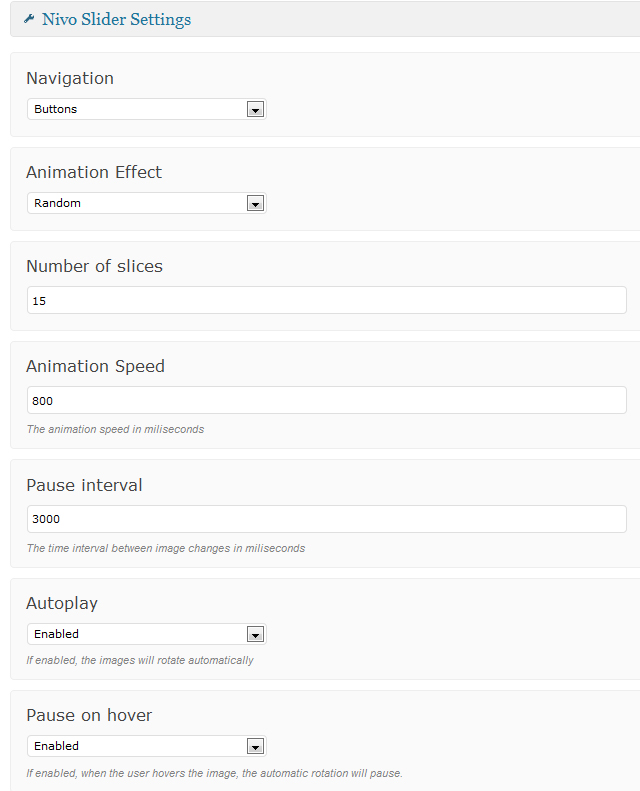 Nivo Slider Settings
Navigation
Buttons
Animation Effect
Random
Number of slices
15
Animation Speed
800
The animation speed in miliseconds
Pause interval
3000
The time interval between image changes in miliseconds
Autoplay
Enabled
If enabled, the images will rotate automatically
Pause on hover
Enabled
If enabled, when the user hovers the image, the automatic rotation will pause.